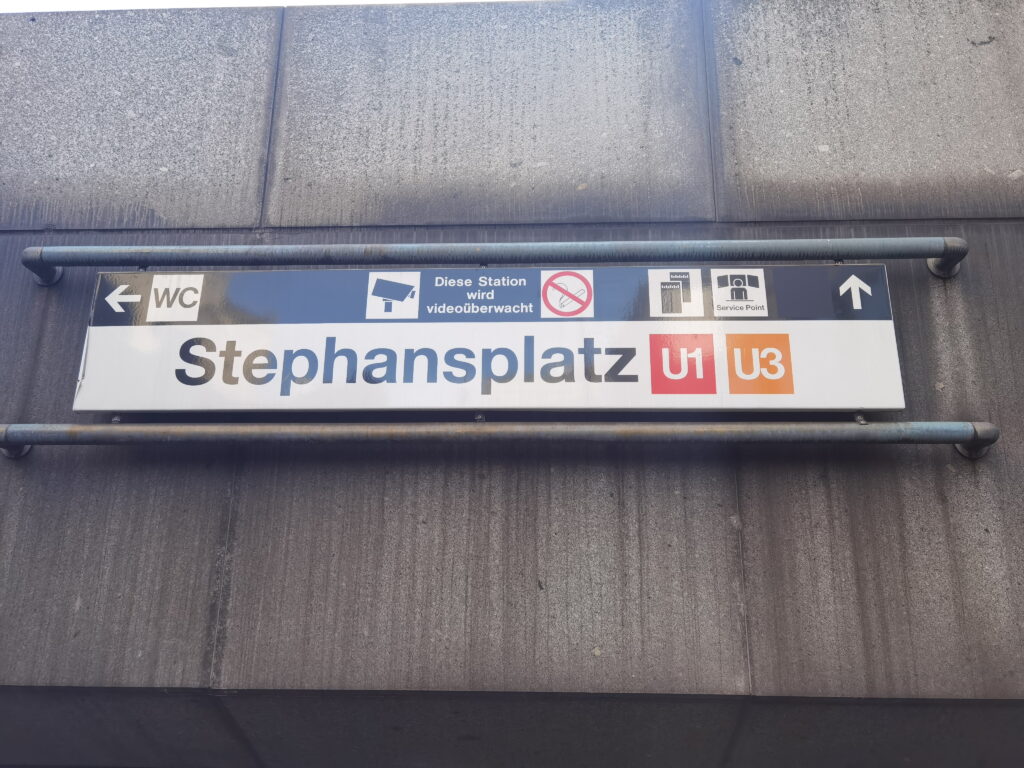 WC
Diese Station
wird
videoüberwacht
Service Point
Stephansplatz U1 U3